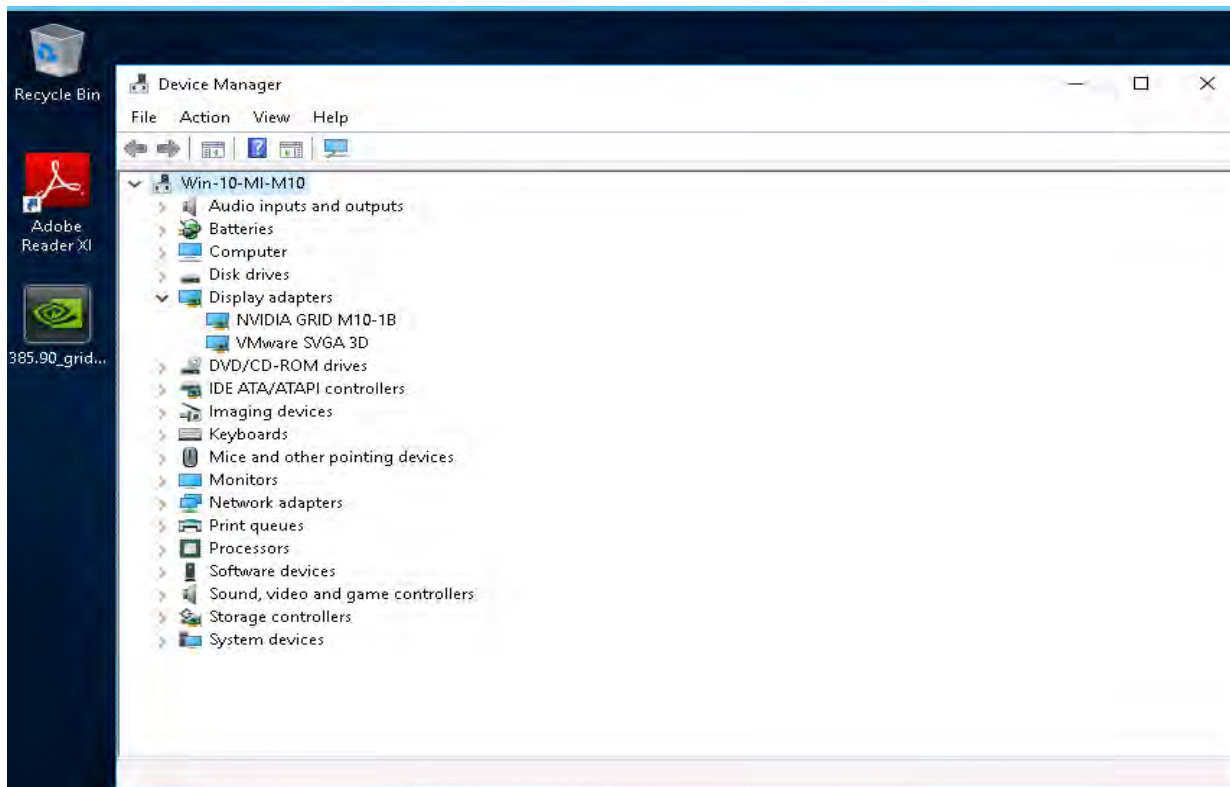 Recycle Bin
Adobe
Reader XI
385.90_grid...
Device Manager
File Action View Help
Win-10-MI-M10
Audio inputs and outputs
Batteries
Computer
Disk drives
Display adapters
NVIDIA GRID M10-1B
VMware SVGA 3D
DVD/CD-ROM drives
IDE ATA/ATAPI controllers
Imaging devices
Keyboards
Mice and other pointing devices
Monitors
Network adapters
Print queues
Processors
Software devices
Sound, video and game controllers
Storage controllers
System devices